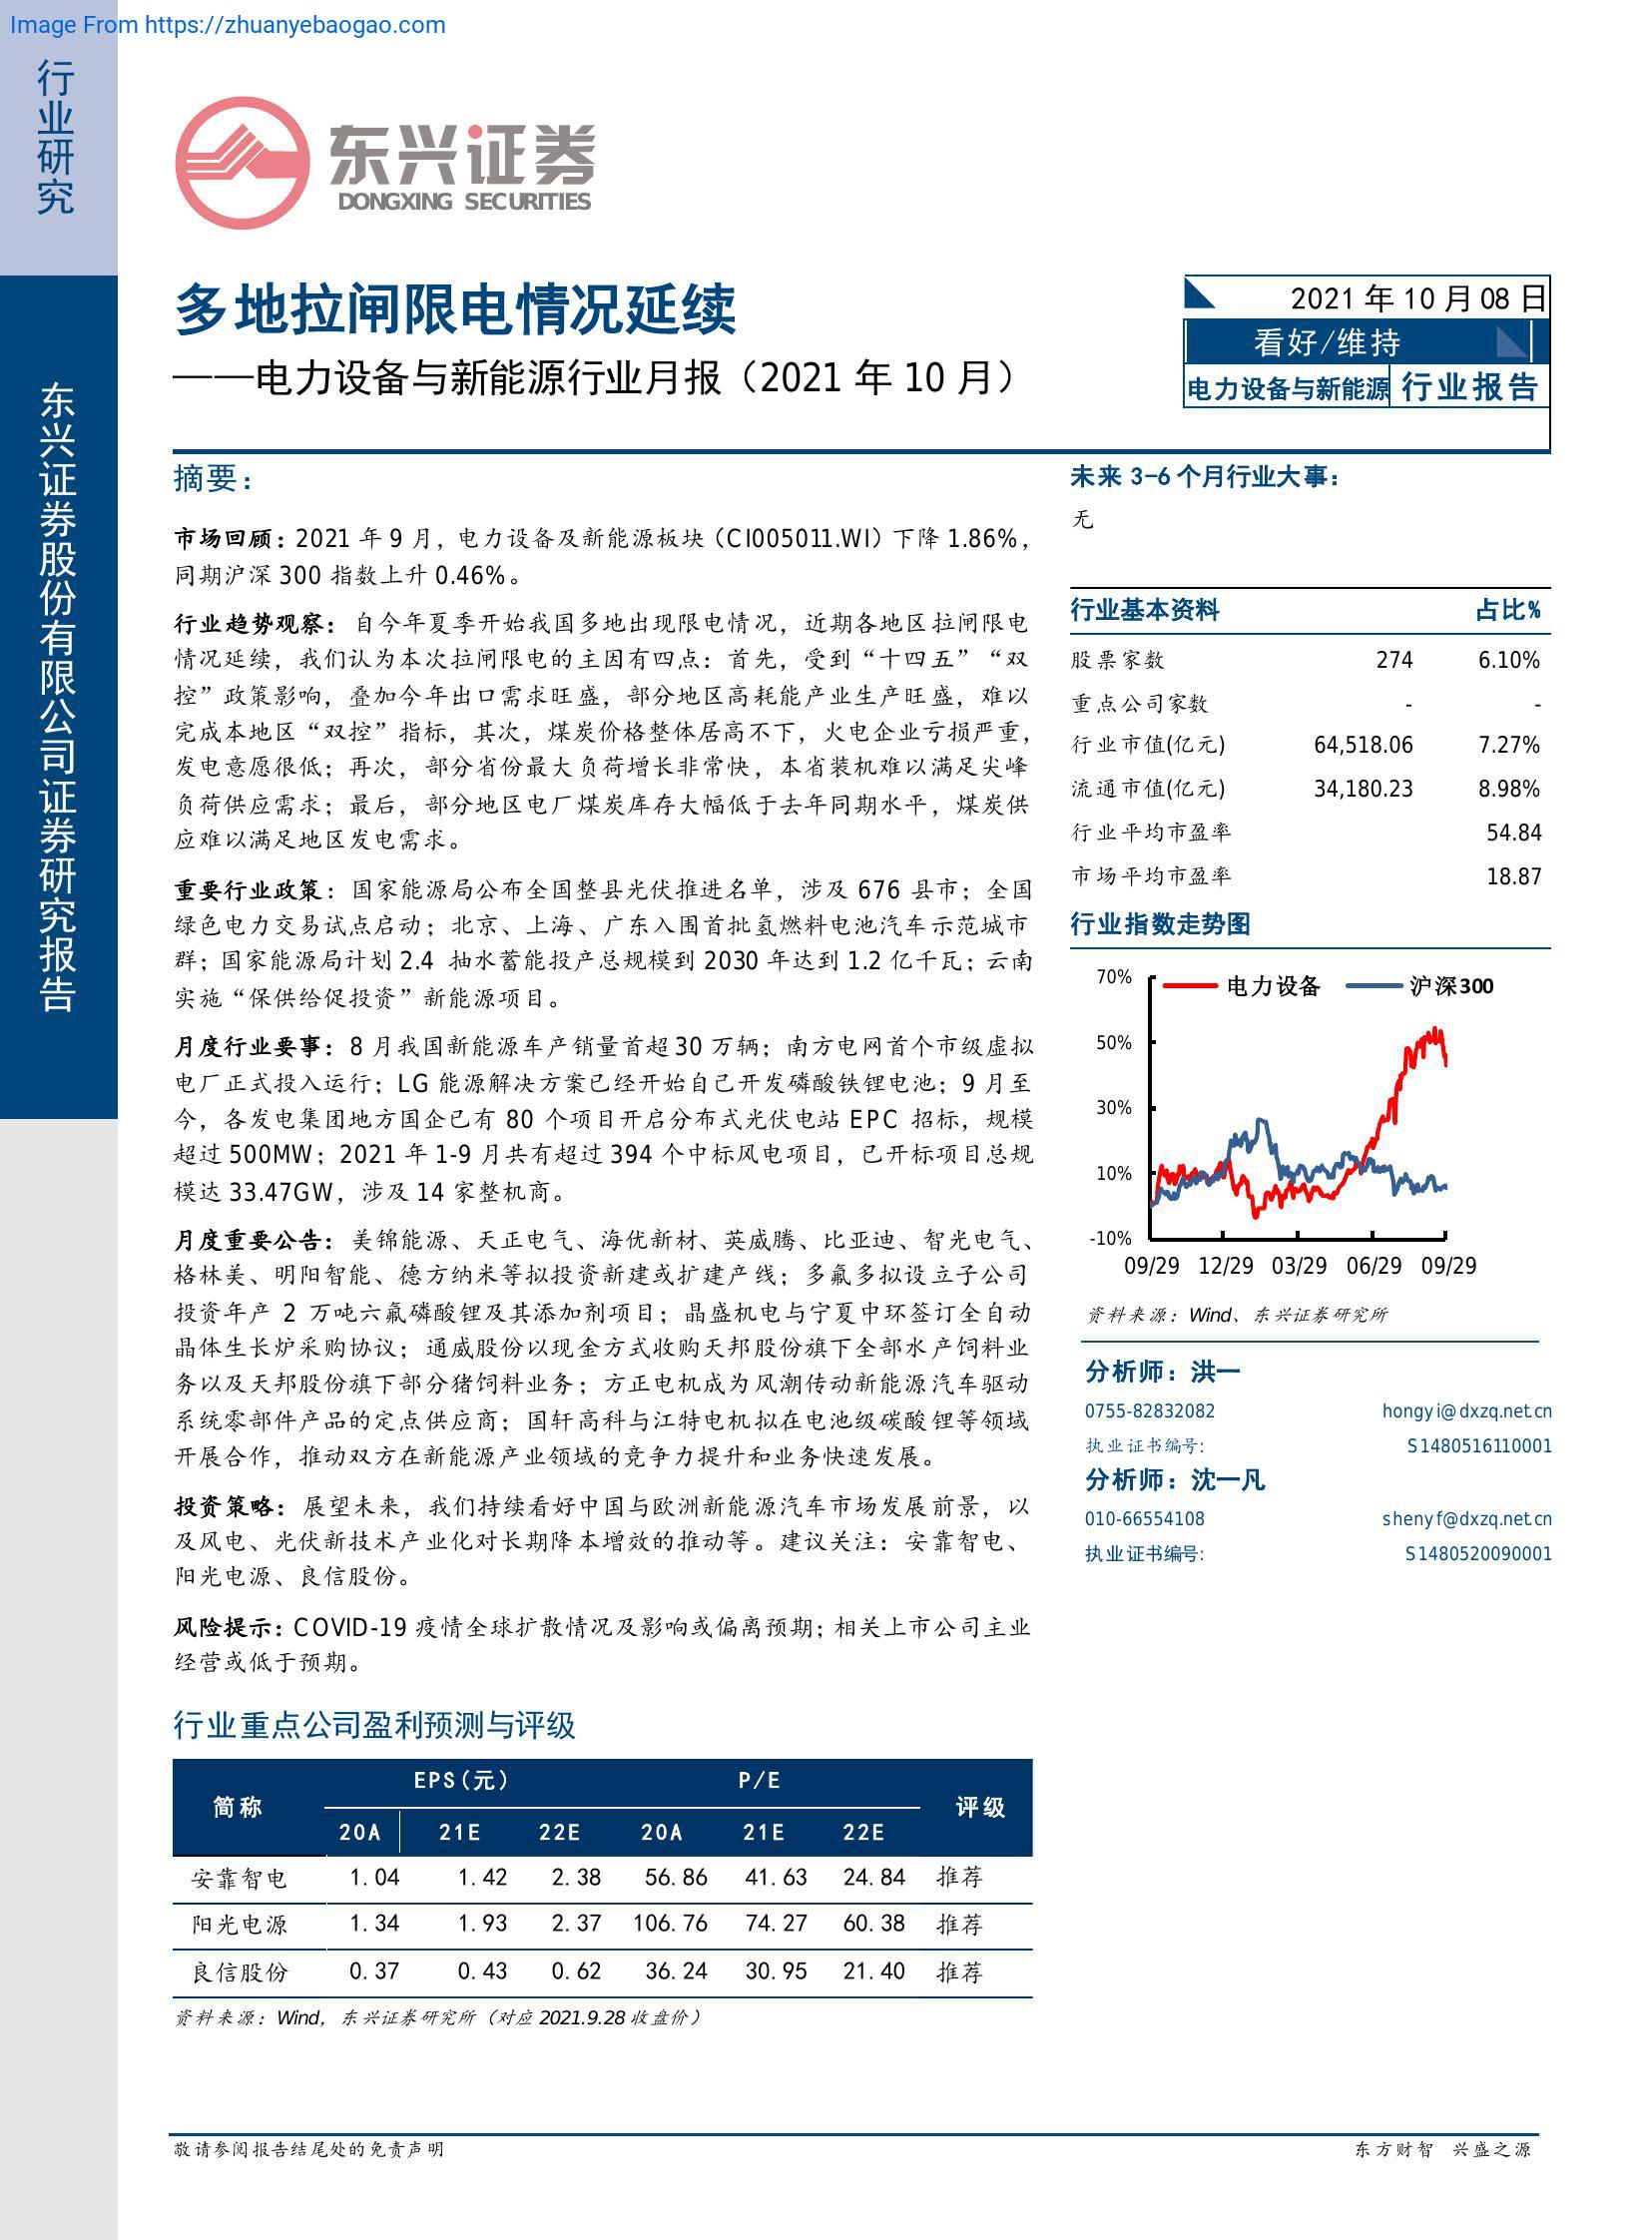 Image From https://zhuanyebaogao.com
行业研究
东兴证券股份有限公司证券研究报告
东兴证券
DONGXING SECURITIES
多地拉闸限电情况延续
——电力设备与新能源行业月报（2021 年 10 月）
2021 年 10 月 08 日
看好/维持
电力设备与新能源 行业报告
摘要：
市场回顾：2021 年 9 月，电力设备及新能源板块（CI005011.WI）下降 1.86%，
同期沪深 300 指数上升 0.46%。
行业趋势观察：自今年夏季开始我国多地出现限电情况，近期各地区拉闸限电
情况延续，我们认为本次拉闸限电的主因有四点：首先，受到“十四五”“双
控”政策影响，叠加今年出口需求旺盛，部分地区高耗能产业生产旺盛，难以
完成本地区“双控”指标，其次，煤炭价格整体居高不下，火电企业亏损严重，
发电意愿很低；再次，部分省份最大负荷增长非常快，本省装机难以满足尖峰
负荷供应需求；最后，部分地区电厂煤炭库存大幅低于去年同期水平，煤炭供
应难以满足地区发电需求。
重要行业政策：国家能源局公布全国整县光伏推进名单，涉及 676 县市；全国
绿色电力交易试点启动；北京、上海、广东入围首批氢燃料电池汽车示范城市
群；国家能源局计划 2.4 抽水蓄能投产总规模到 2030 年达到 1.2 亿千瓦；云南
实施“保供给促投资”新能源项目。
月度行业要事：8 月我国新能源车产销量首超 30 万辆；南方电网首个市级虚拟
电厂正式投入运行；LG 能源解决方案已经开始自己开发磷酸铁锂电池；9 月至
今，各发电集团地方国企已有 80 个项目开启分布式光伏电站 EPC 招标，规模
超过 500MW；2021 年 1-9 月共有超过 394 个中标风电项目，已开标项目总规
模达 33.47GW，涉及 14 家整机商。
月度重要公告：美锦能源、天正电气、海优新材、英威腾、比亚迪、智光电气、
格林美、明阳智能、德方纳米等拟投资新建或扩建产线；多氟多拟设立子公司
投资年产 2 万吨六氟磷酸锂及其添加剂项目；晶盛机电与宁夏中环签订全自动
晶体生长炉采购协议；通威股份以现金方式收购天邦股份旗下全部水产饲料业
务以及天邦股份旗下部分猪饲料业务；方正电机成为风潮传动新能源汽车驱动
系统零部件产品的定点供应商；国轩高科与江特电机拟在电池级碳酸锂等领域
开展合作，推动双方在新能源产业领域的竞争力提升和业务快速发展。
投资策略：展望未来，我们持续看好中国与欧洲新能源汽车市场发展前景，以
及风电、光伏新技术产业化对长期降本增效的推动等。建议关注：安靠智电、
阳光电源、良信股份。
风险提示：COVID-19 疫情全球扩散情况及影响或偏离预期；相关上市公司主业
经营或低于预期。
行业重点公司盈利预测与评级
简称 EPS(元) P/E 评级
20A 21E 22E 20A 21E 22E
安靠智电 1.04 1.42 2.38 56.86 41.63 24.84 推荐
阳光电源 1.34 1.93 2.37 106.76 74.27 60.38 推荐
良信股份 0.37 0.43 0.62 36.24 30.95 21.40 推荐
资料来源：Wind，东兴证券研究所（对应 2021.9.28 收盘价）
未来 3-6 个月行业大事：
无
行业基本资料 占比%
股票家数 274 6.10%
重点公司家数 - -
行业市值(亿元) 64,518.06 7.27%
流通市值(亿元) 34,180.23 8.98%
行业平均市盈率 54.84
市场平均市盈率 18.87
行业指数走势图
电力设备 沪深300
70%
50%
30%
10%
-10%
09/29 12/29 03/29 06/29 09/29
资料来源：Wind、东兴证券研究所
分析师：洪一
0755-82832082 hongyi@dxzq.net.cn
执业证书编号: S1480516110001
分析师：沈一凡
010-66554108 shenyf@dxzq.net.cn
执业证书编号: S1480520090001
敬请参阅报告结尾处的免责声明
东方财智 兴盛之源